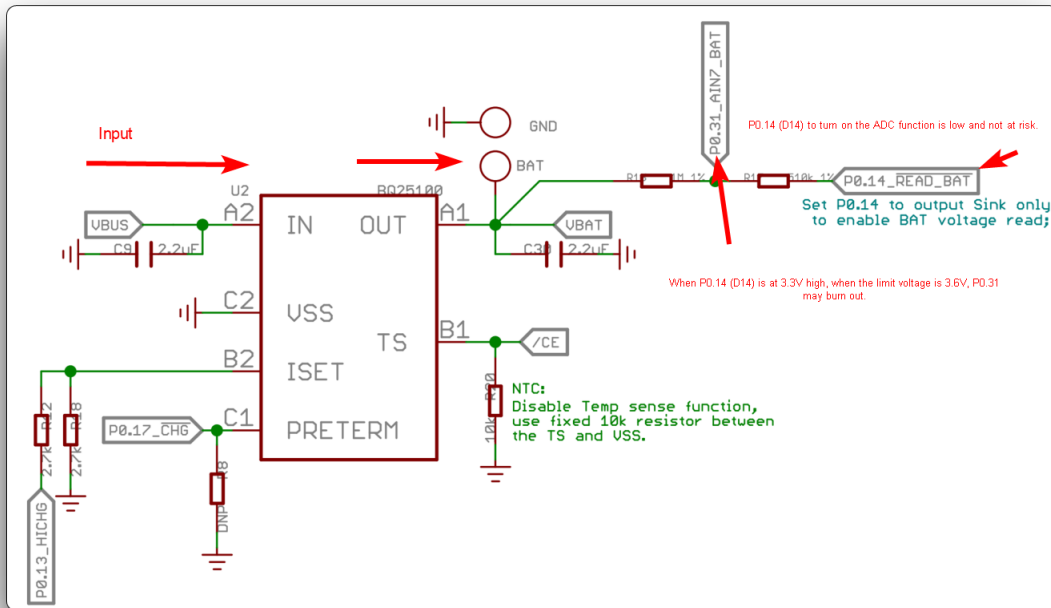 Input
GND
BAT
P0.31_AIN7_BAT
P0.14 (D14) to turn on the ADC function is low and not at risk.
1M 1%
510k 1%
P0.14_READ_BAT
Set P0.14 to output Sink only
to enable BAT voltage read;
When P0.14 (D14) is at 3.3V high, when the limit voltage is 3.6V, P0.31
may burn out.
U2
BQ25100
VBUS
A2
IN
OUT
A1
VBAT
C9
2.2uF
C30
2.2uF
C2
VSS
TS
B1
/CE
B2
ISET
NTC:
Disable Temp sense function,
use fixed 10k resistor between
the TS and VSS.
R20
10k
R12
2.7k
R18
2.7k
P0.17_CHG
C1
PRETERM
R8
DNP
P0.13_HICHG